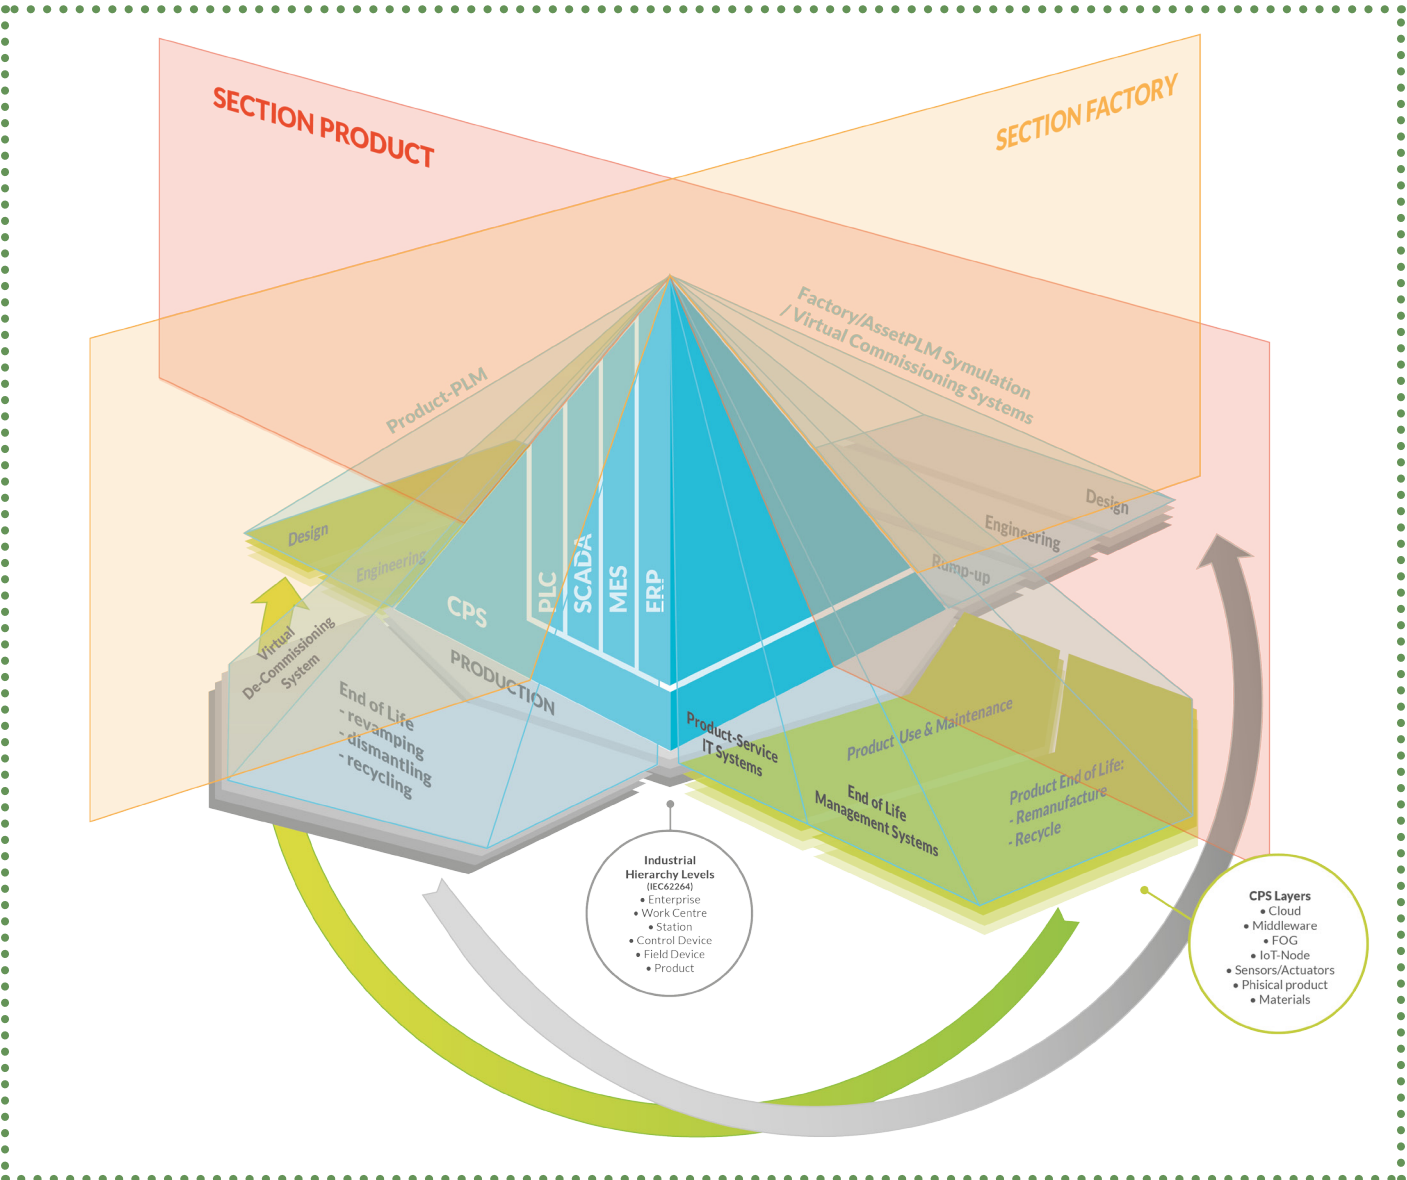 SECTION PRODUCT
SECTION FACTORY
Factory/AssetPLM Symulation
/ Virtual Commissioning Systems
Product-PLM
Design
Engineering
Design
Engineering
Ramp-up
CPS
PLC
SCADA
MES
ERP
PRODUCTION
Virtual
De-Commissioning
System
End of Life
- revamping
- dismantling
- recycling
Product-Service
IT Systems
Product Use & Maintenance
End of Life
Management Systems
Product End of Life:
- Remanufacture
- Recycle
Industrial
Hierarchy Levels
(IEC62264)
• Enterprise
• Work Centre
• Station
• Control Device
• Field Device
• Product
CPS Layers
• Cloud
• Middleware
• FOG
• IoT-Node
• Sensors/Actuators
• Phisical product
• Materials